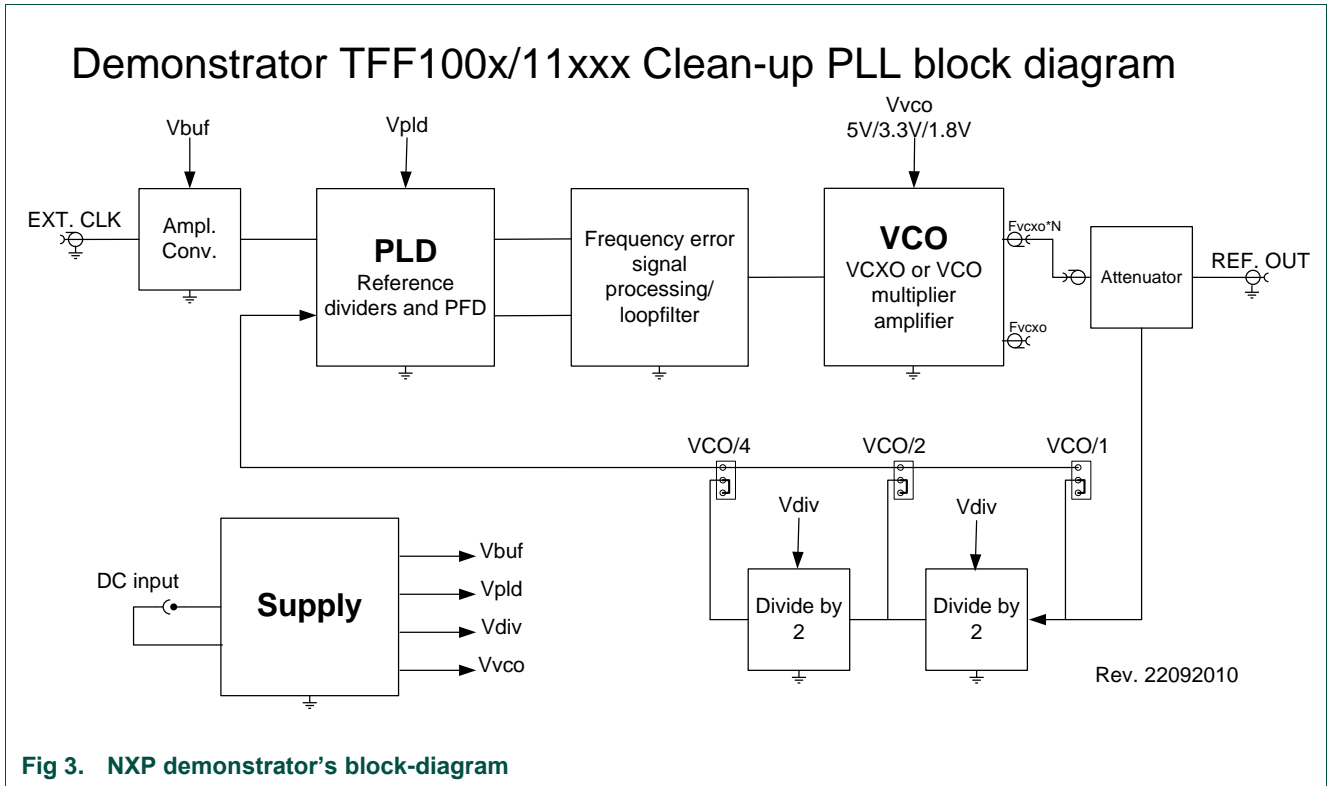 Demonstrator TFF100x/11xxx Clean-up PLL block diagram
Vbuf
Vpld
Vvco
5V/3.3V/1.8V
EXT. CLK
Ampl.
Conv.
PLD
Reference
dividers and PFD
Frequency error
signal
processing/
loopfilter
VCO
VCXO or VCO
multiplier
amplifier
Fvcxo*N
Fvcxo
Attenuator
REF. OUT
VCO/4
VCO/2
VCO/1
Vdiv
Vdiv
Divide by
2
Divide by
2
DC input
Supply
Vbuf
Vpld
Vdiv
Vvco
Rev. 22092010
Fig 3. NXP demonstrator's block-diagram